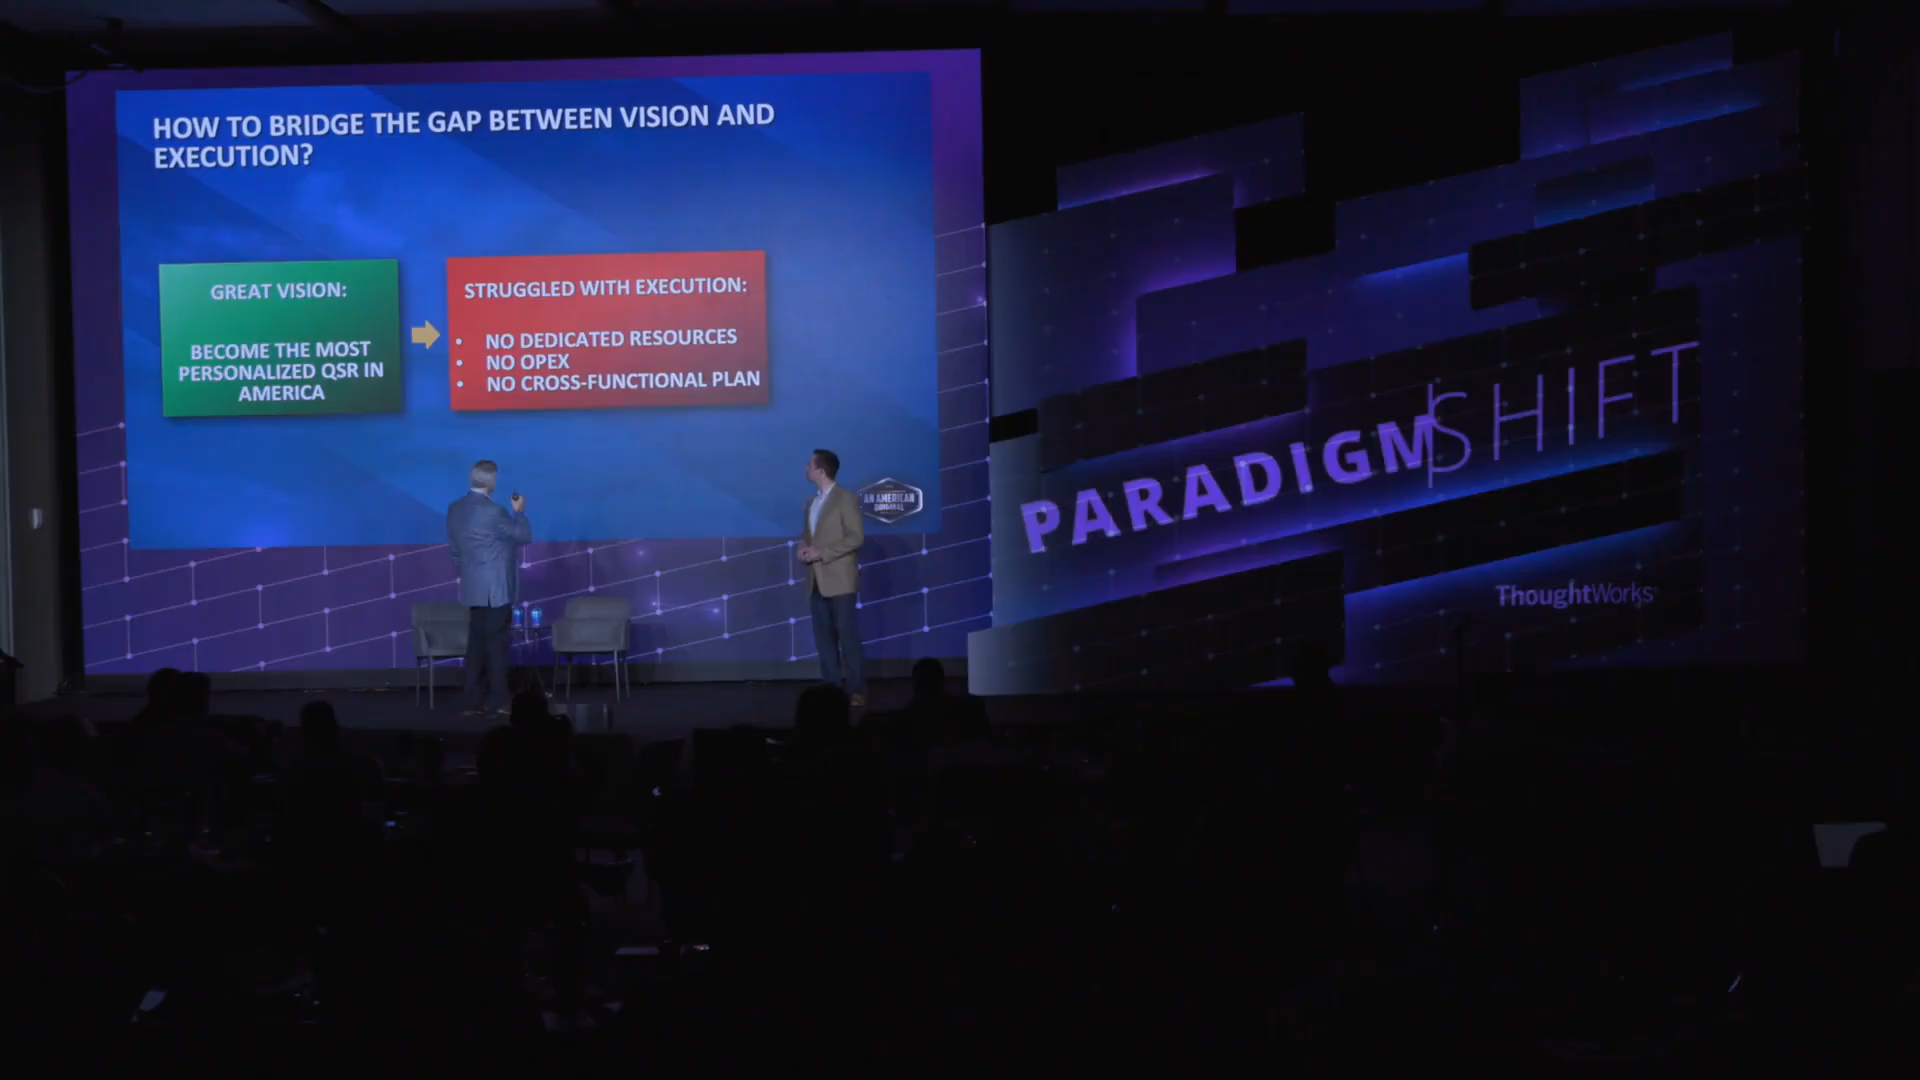 HOW TO BRIDGE THE GAP BETWEEN VISION AND
EXECUTION?
GREAT VISION:
BECOME THE MOST
PERSONALIZED QSR IN
AMERICA
STRUGGLED WITH EXECUTION:
• NO DEDICATED RESOURCES
• NO OPEX
• NO CROSS-FUNCTIONAL PLAN
AN AMERICAN
ORIGINAL
PARADIGM SHIFT
ThoughtWorks